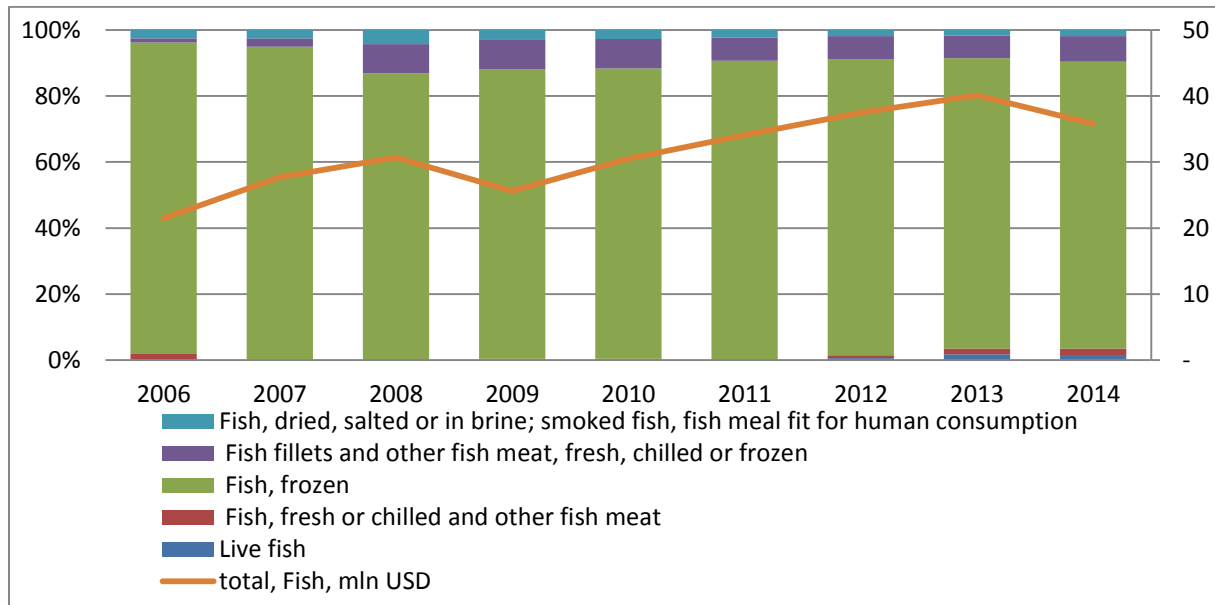 100% 50
80% 40
60% 30
40% 20
20% 10
0% -
2006 2007 2008 2009 2010 2011 2012 2013 2014
Fish, dried, salted or in brine; smoked fish, fish meal fit for human consumption
Fish fillets and other fish meat, fresh, chilled or frozen
Fish, frozen
Fish, fresh or chilled and other fish meat
Live fish
total, Fish, mln USD